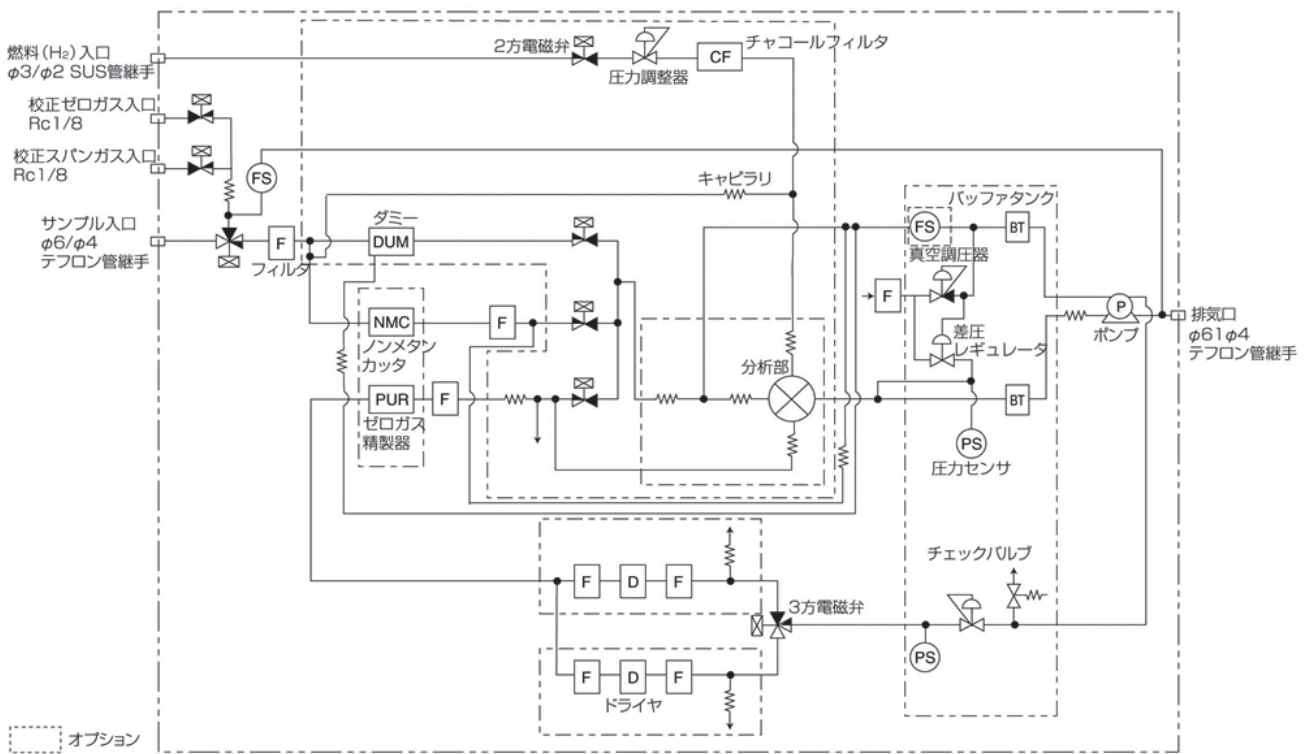 燃料（H2）入口
φ3/φ2 SUS管継手
2方電磁弁
圧力調整器
チャコールフィルタ
CF
校正ゼロガス入口
Rc1/8
校正スパンガス入口
Rc1/8
FS
キャピラリ
サンプル入口
φ6/φ4
テフロン管継手
F
フィルタ
ダミー
DUM
NMC
ノンメタン
カッタ
F
PUR
ゼロガス
精製器
F
分析部
バッファタンク
FS
真空調圧器
BT
F
差圧
レギュレータ
BT
PS
圧力センサ
P
ポンプ
排気口
φ61φ4
テフロン管継手
F
D
F
3方電磁弁
チェックバルブ
PS
F
D
F
ドライヤ
オプション